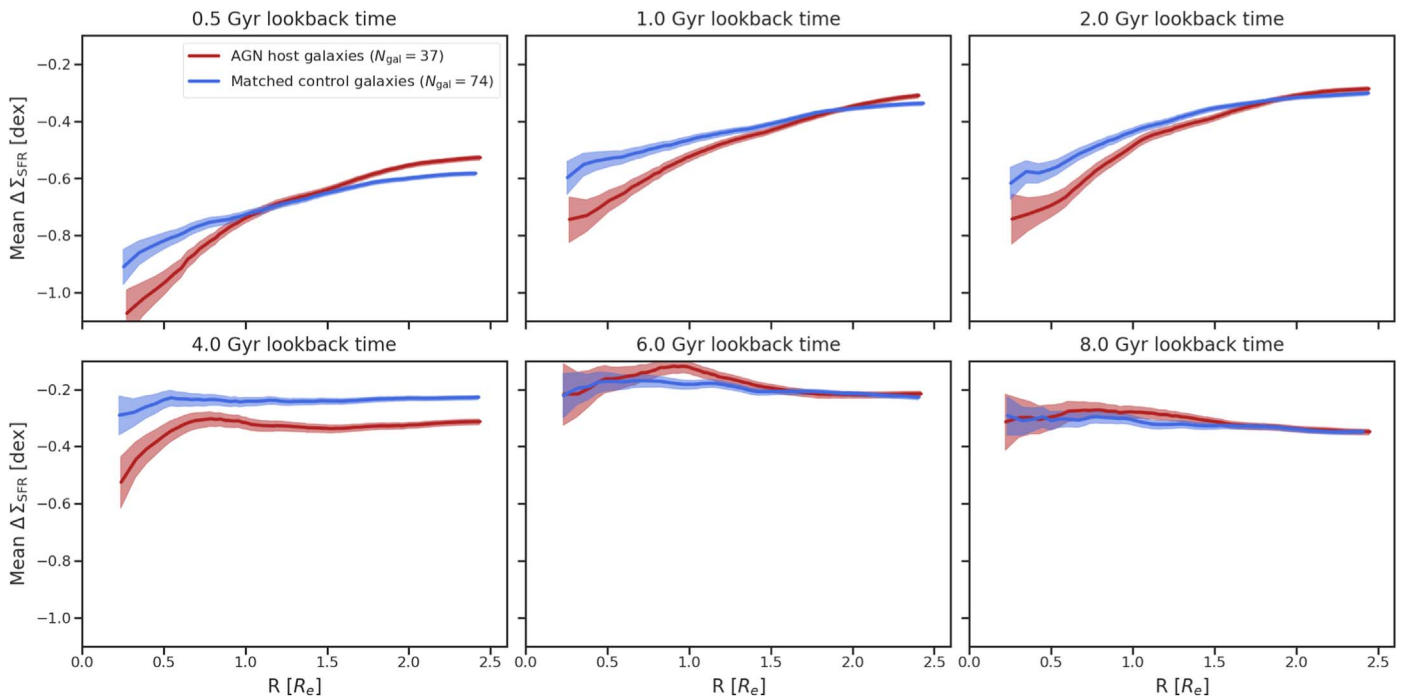 0.5 Gyr lookback time
1.0 Gyr lookback time
2.0 Gyr lookback time
AGN host galaxies (N_gal = 37)
Matched control galaxies (N_gal = 74)
Mean Δ Σ_SFR [dex]
−0.2
−0.4
−0.6
−0.8
−1.0
4.0 Gyr lookback time
6.0 Gyr lookback time
8.0 Gyr lookback time
Mean Δ Σ_SFR [dex]
−0.2
−0.4
−0.6
−0.8
−1.0
0.0 0.5 1.0 1.5 2.0 2.5
0.0 0.5 1.0 1.5 2.0 2.5
0.0 0.5 1.0 1.5 2.0 2.5
R [R_e]
R [R_e]
R [R_e]